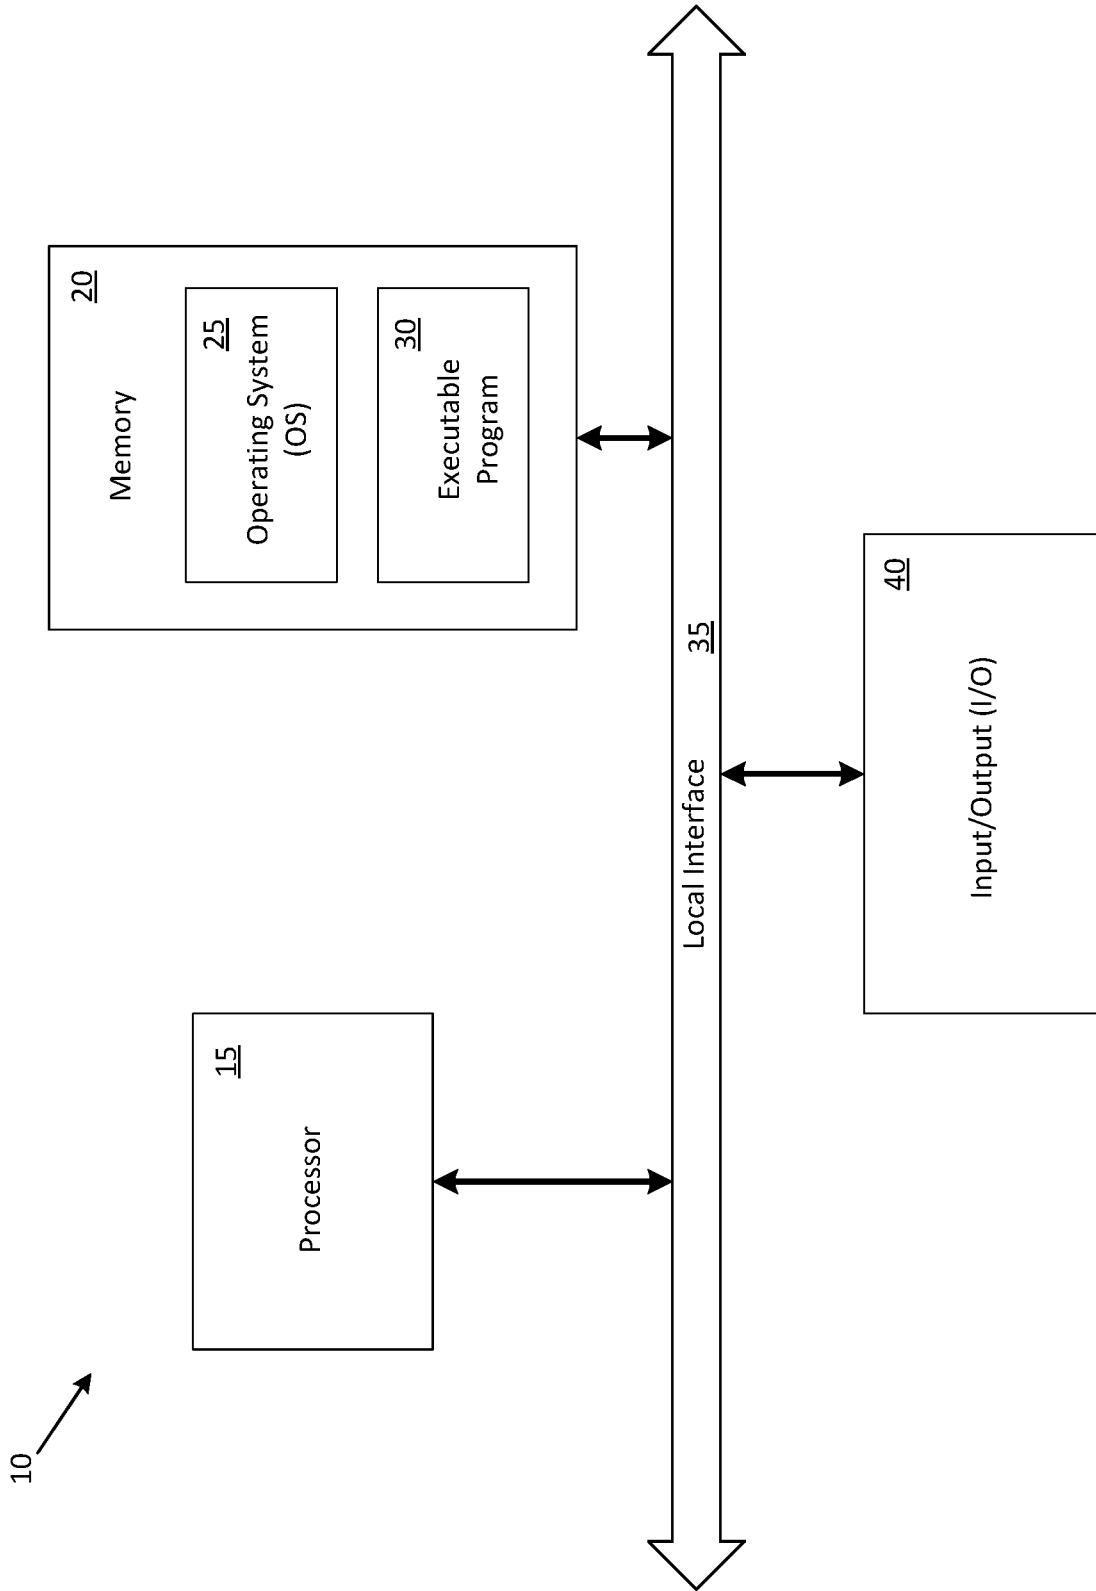 10
15
Processor
20
Memory
25
Operating System
(OS)
30
Executable
Program
Local Interface
35
40
Input/Output (I/O)